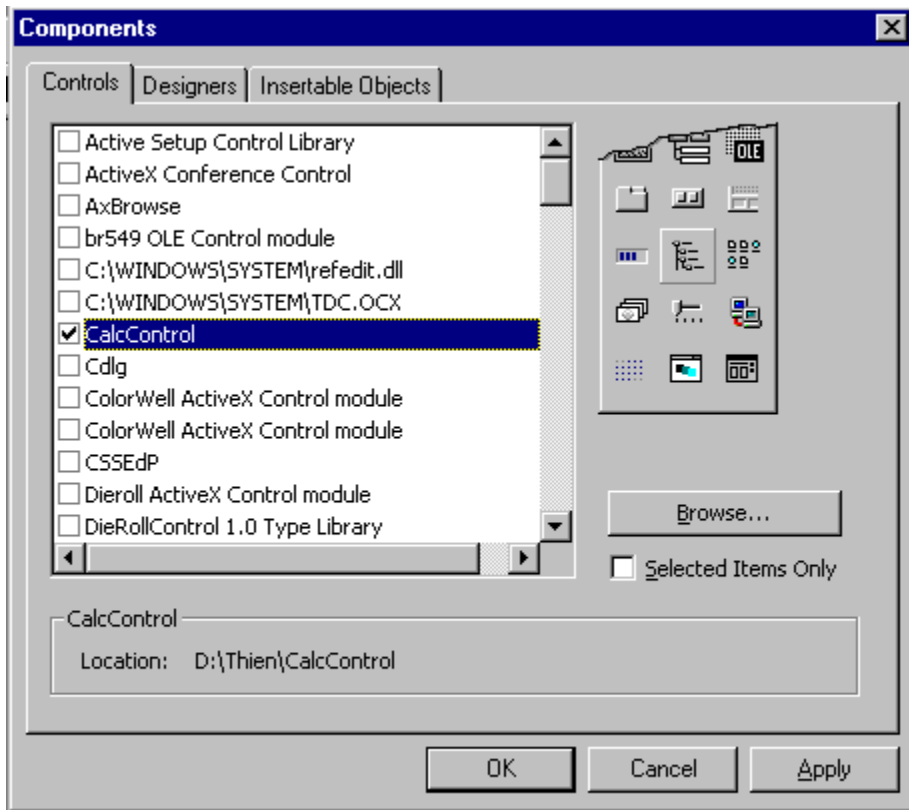 Components
Controls Designers Insertable Objects
Active Setup Control Library
ActiveX Conference Control
AxBrowse
br549 OLE Control module
C:\WINDOWS\SYSTEM\refedit.dll
C:\WINDOWS\SYSTEM\TDC.OCX
CalcControl
Cdlg
ColorWell ActiveX Control module
ColorWell ActiveX Control module
CSSEdP
Dieroll ActiveX Control module
DieRollControl 1.0 Type Library
OLE
Browse...
Selected Items Only
CalcControl
Location: D:\Thien\CalcControl
OK Cancel Apply